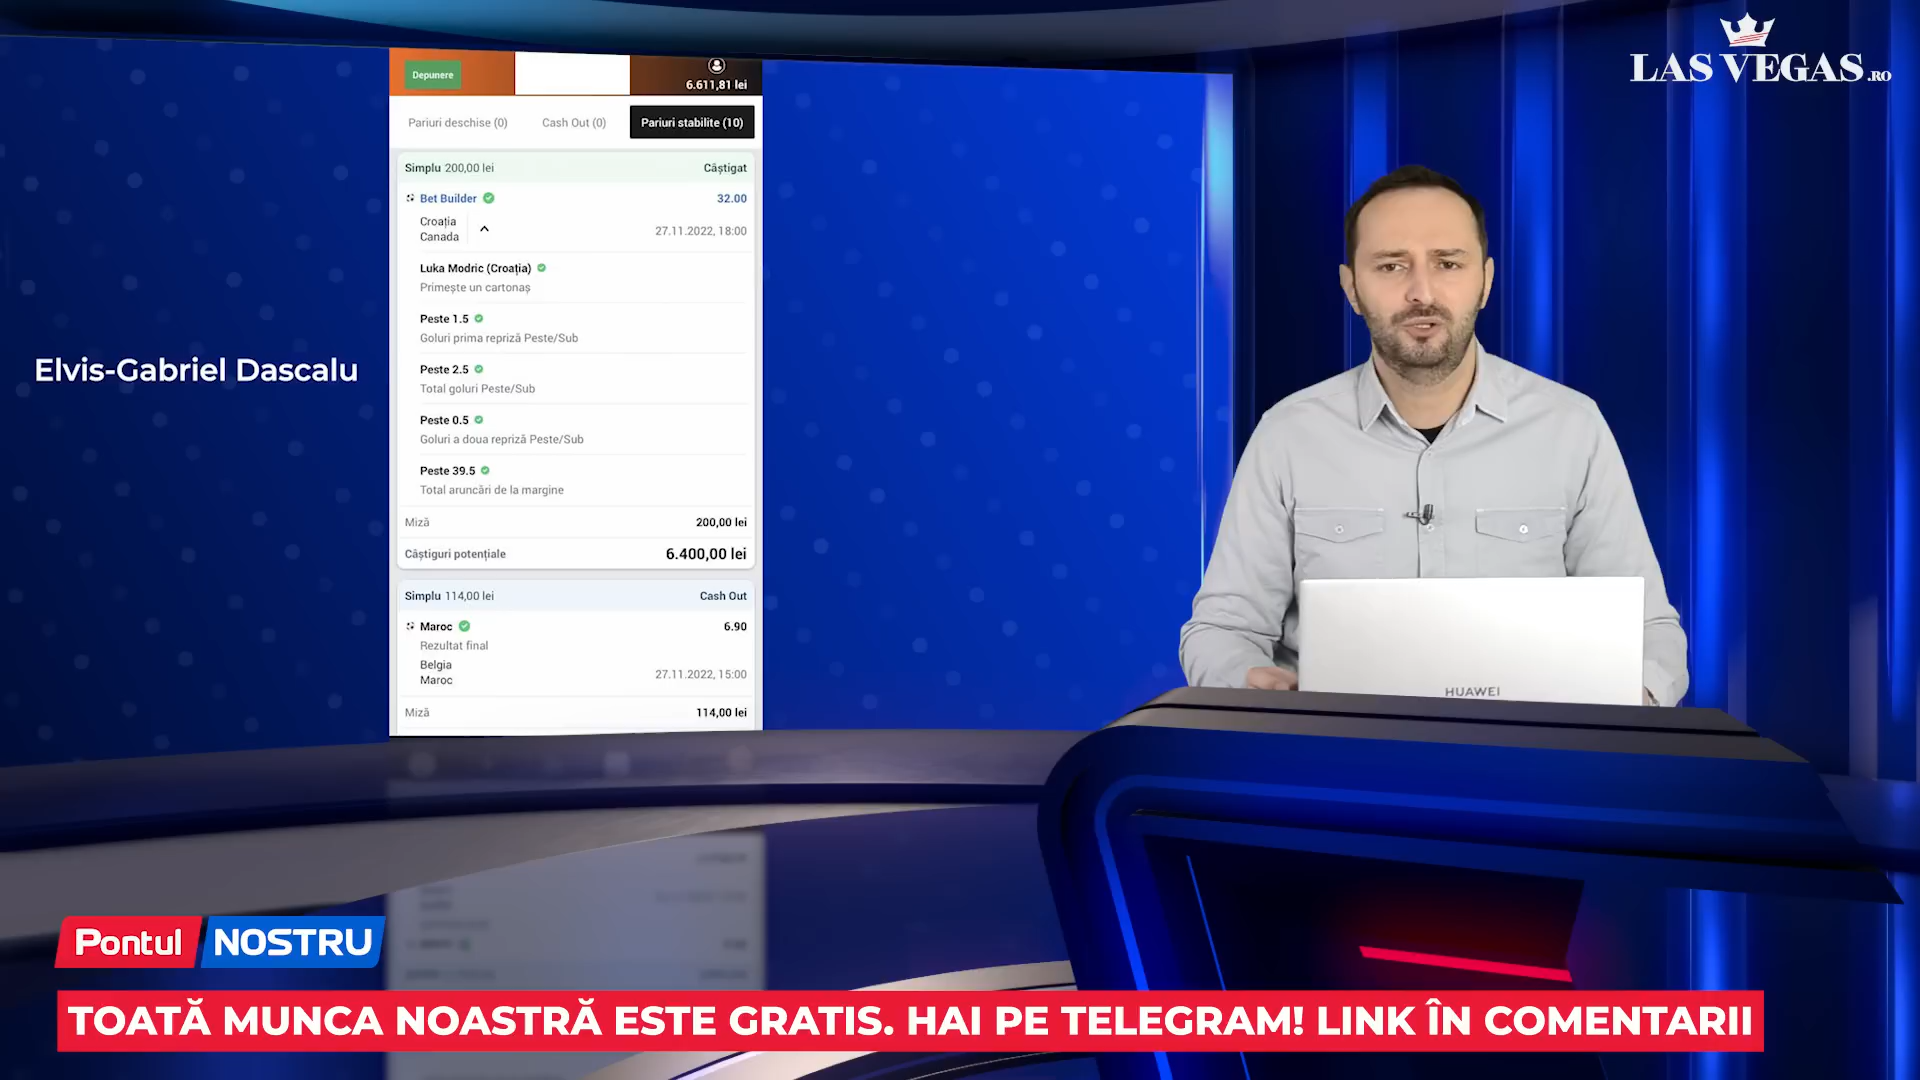 LAS VEGAS.RO
Elvis-Gabriel Dascalu
Depunere
6.611,81 lei
Pariuri deschise (0)
Cash Out (0)
Pariuri stabilite (10)
Simplu 200,00 lei
Câștigat
Bet Builder
32.00
Croația
Canada
27.11.2022, 18:00
Luka Modric (Croația)
Primește un cartonaș
Peste 1.5
Goluri prima repriză Peste/Sub
Peste 2.5
Total goluri Peste/Sub
Peste 0.5
Goluri a doua repriză Peste/Sub
Peste 39.5
Total aruncări de la margine
Miză
200,00 lei
Câștiguri potențiale
6.400,00 lei
Simplu 114,00 lei
Cash Out
Maroc
6.90
Rezultat final
Belgia
Maroc
27.11.2022, 15:00
Miză
114,00 lei
HUAWEI
Pontul NOSTRU
TOATĂ MUNCA NOASTRĂ ESTE GRATIS. HAI PE TELEGRAM! LINK ÎN COMENTARII